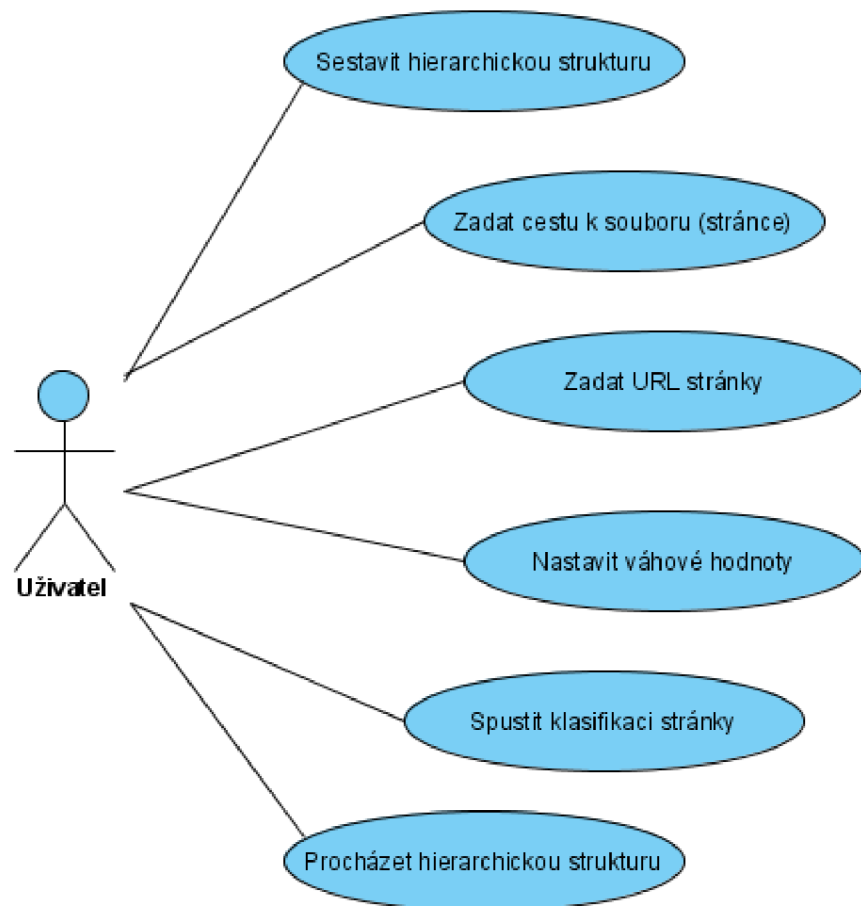 Sestavit hierarchickou strukturu
Zadat cestu k souboru (stránce)
Zadat URL stránky
Uživatel
Nastavit váhové hodnoty
Spustit klasifikaci stránky
Procházet hierarchickou strukturu